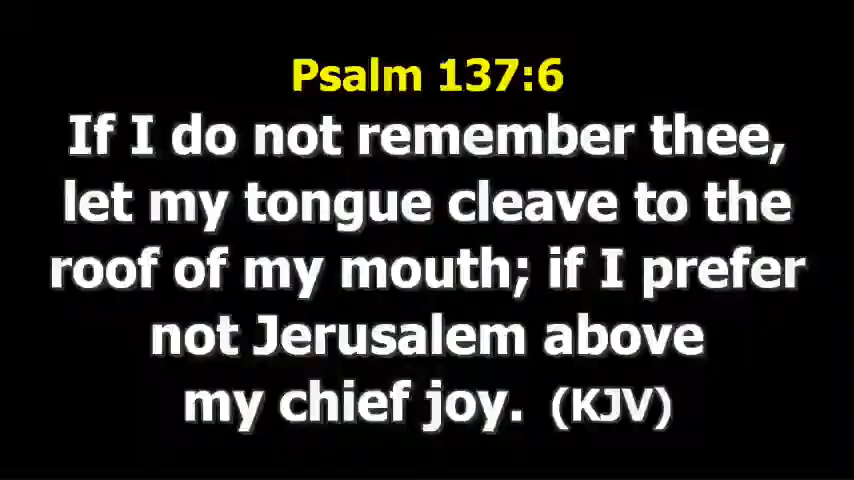 Psalm 137:6
If I do not remember thee,
let my tongue cleave to the
roof of my mouth; if I prefer
not Jerusalem above
my chief joy. (KJV)